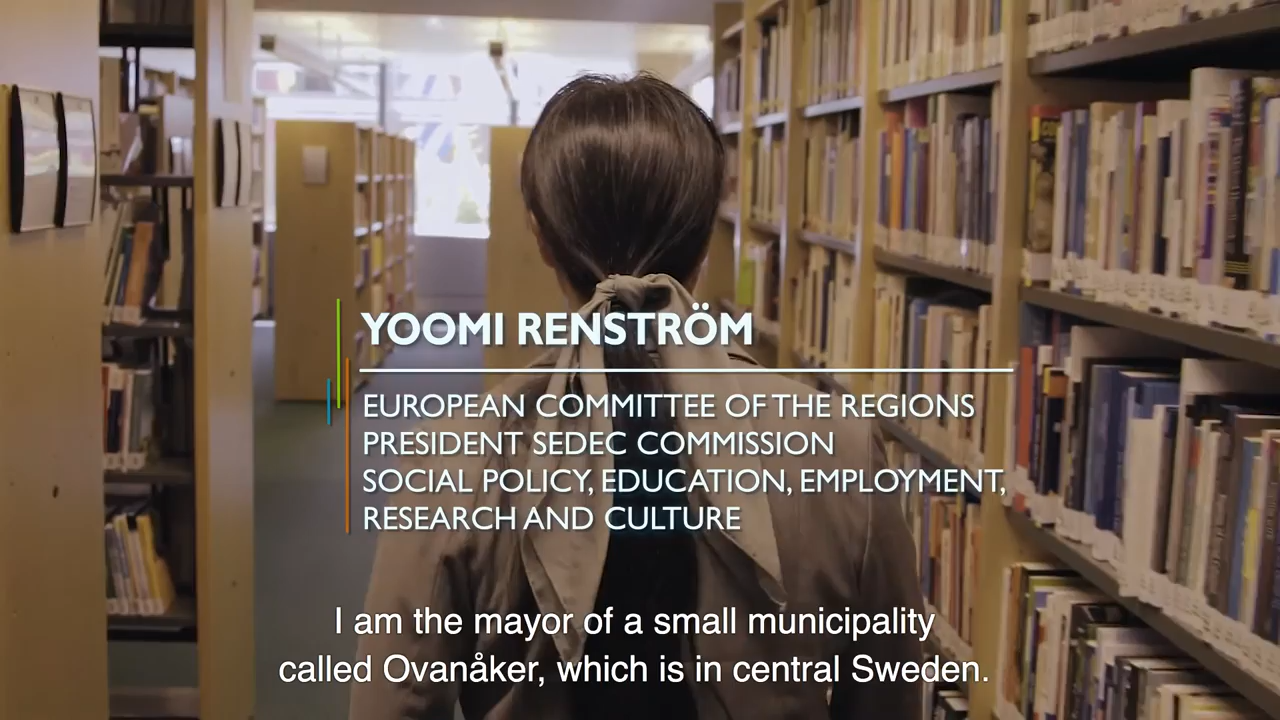 YOOMI RENSTRÖM
EUROPEAN COMMITTEE OF THE REGIONS
PRESIDENT SEDEC COMMISSION
SOCIAL POLICY, EDUCATION, EMPLOYMENT,
RESEARCH AND CULTURE
I am the mayor of a small municipality
called Ovanåker, which is in central Sweden.